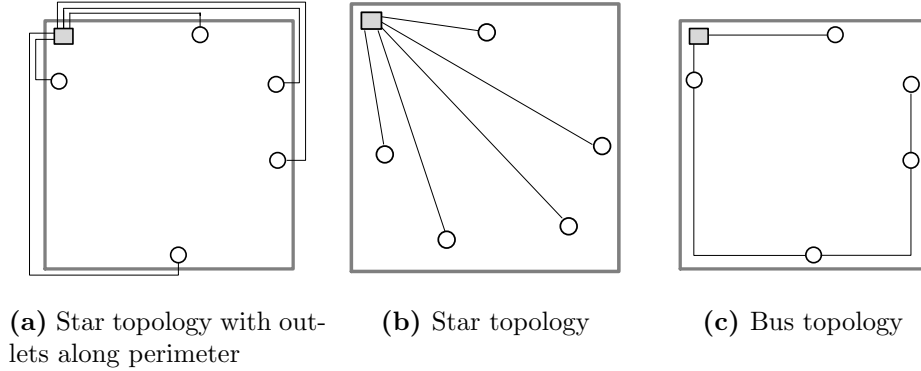 (a) Star topology with out-
lets along perimeter
(b) Star topology
(c) Bus topology